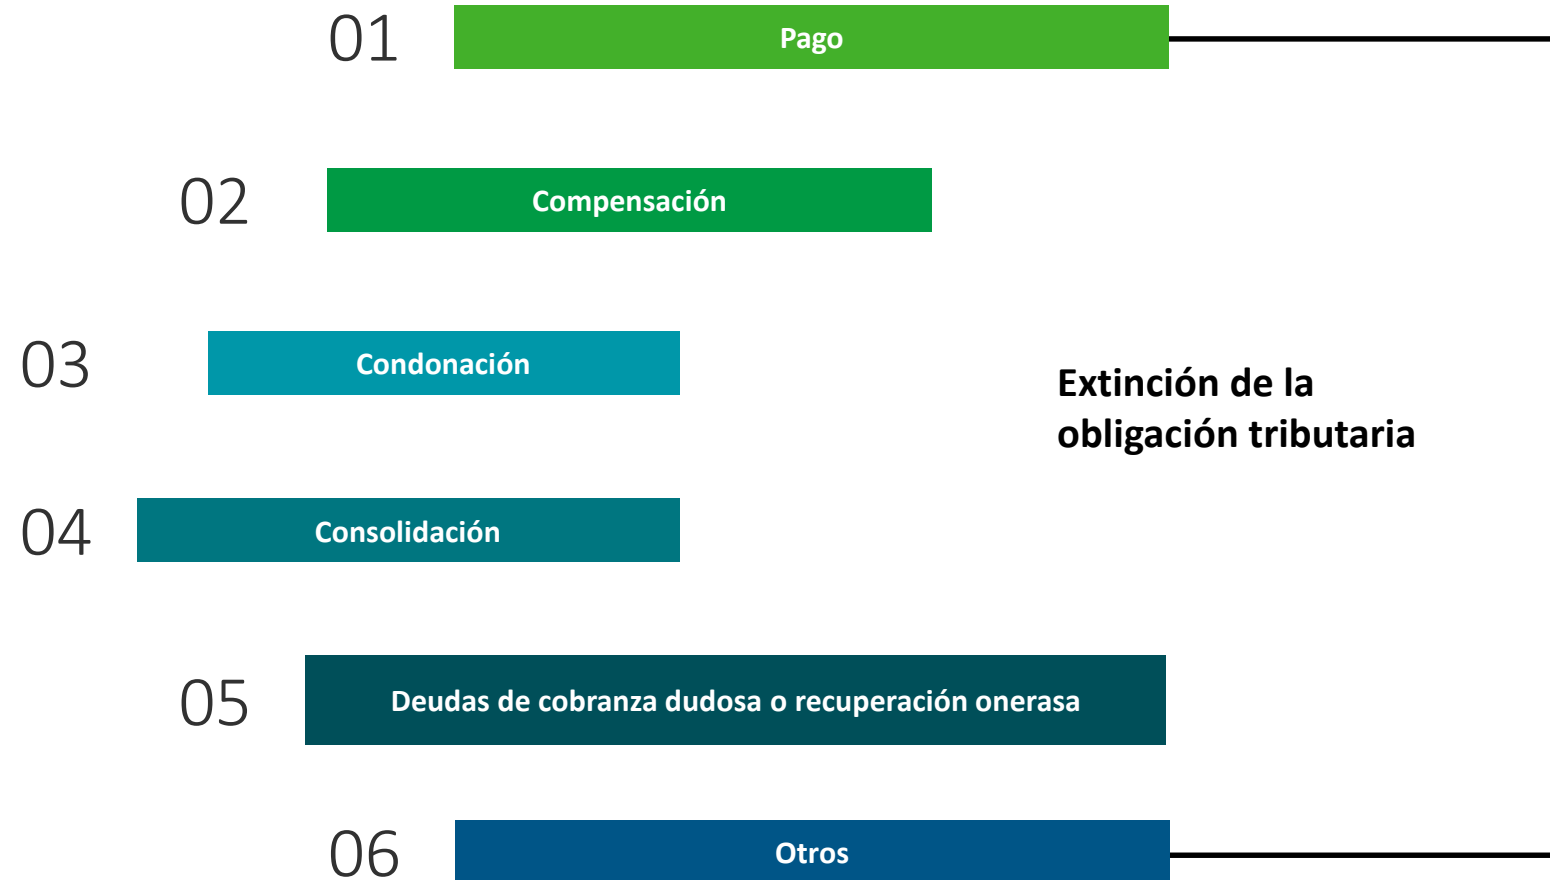 01
Pago
02
Compensación
03
Condonación
Extinción de la
obligación tributaria
04
Consolidación
05
Deudas de cobranza dudosa o recuperación onerasa
06
Otros